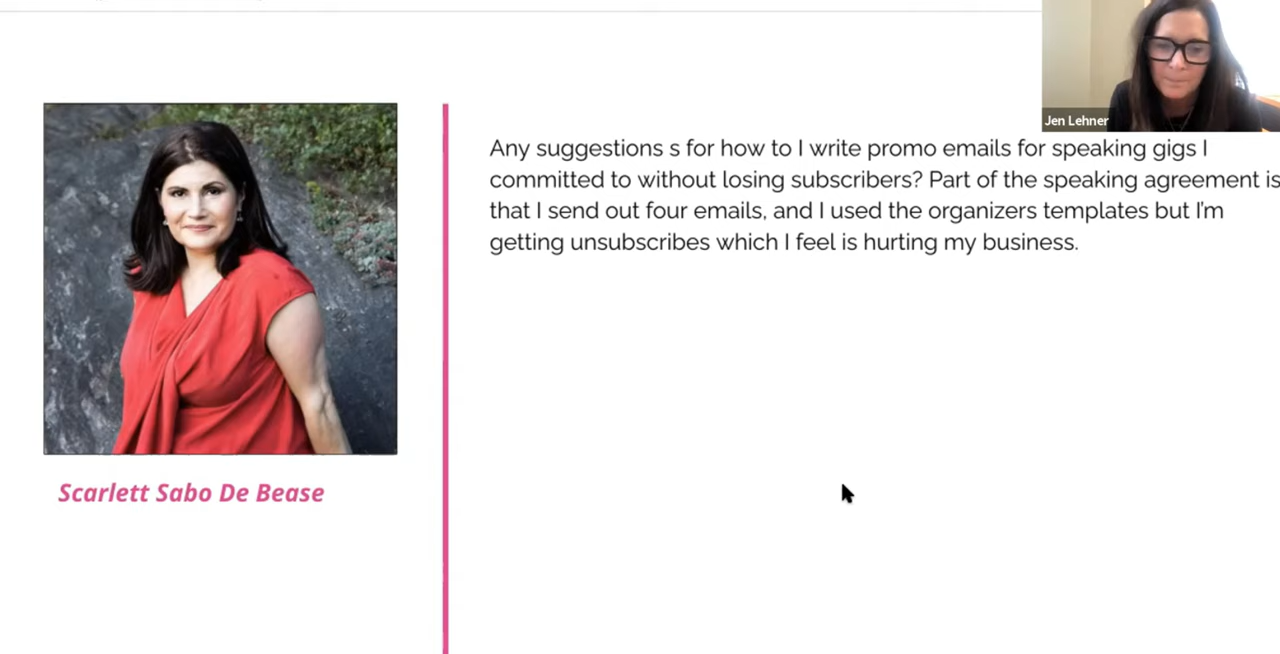 Jen Lehner
Any suggestions s for how to I write promo emails for speaking gigs I
committed to without losing subscribers? Part of the speaking agreement is
that I send out four emails, and I used the organizers templates but I'm
getting unsubscribes which I feel is hurting my business.
Scarlett Sabo De Bease